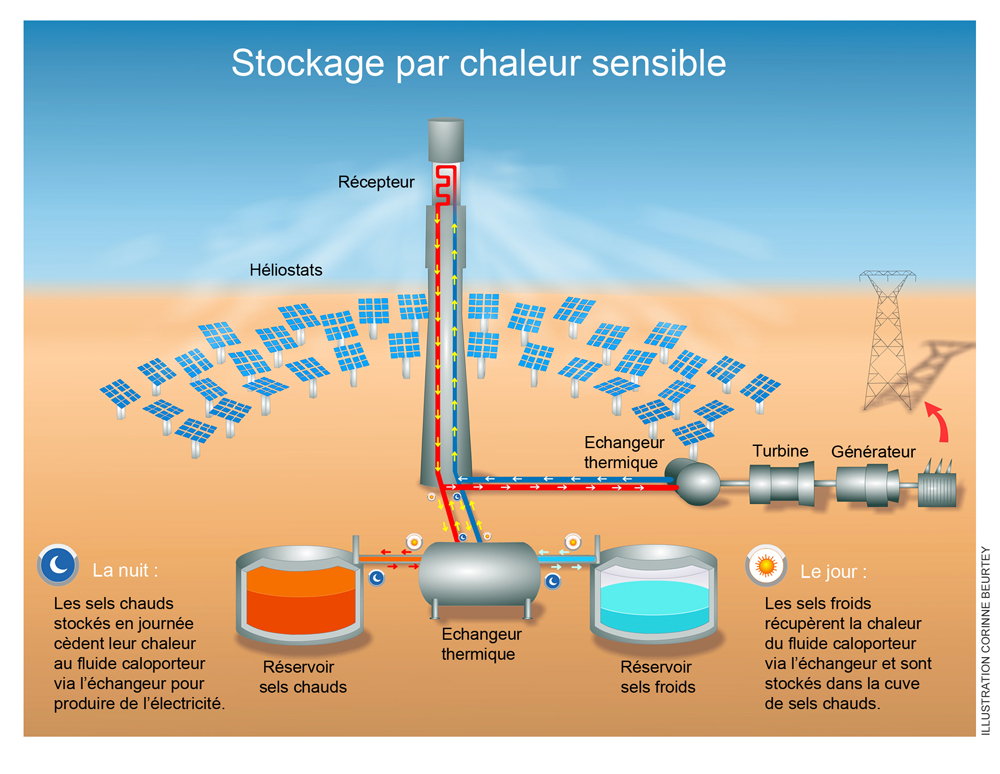 Stockage par chaleur sensible
Récepteur
Héliostats
Echangeur
thermique
Turbine
Générateur
La nuit :
Les sels chauds
stockés en journée
cèdent leur chaleur
au fluide caloporteur
via l'échangeur pour
produire de l'électricité.
Réservoir
sels chauds
Echangeur
thermique
Réservoir
sels froids
Le jour :
Les sels froids
récupèrent la chaleur
du fluide caloporteur
via l'échangeur et sont
stockés dans la cuve
de sels chauds.
ILLUSTRATION CORINNE BEURTEY